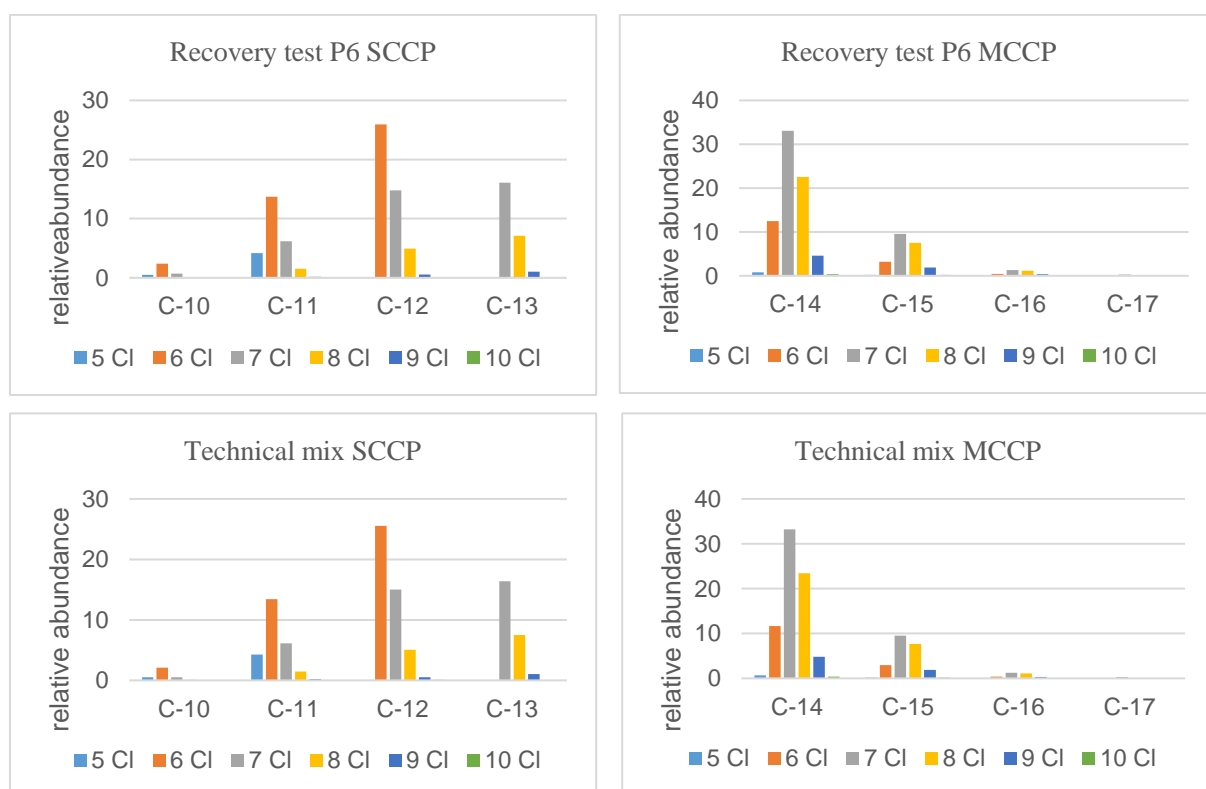 Recovery test P6 SCCP
relativeabundance
30
20
10
0
C-10 C-11 C-12 C-13
5 Cl 6 Cl 7 Cl 8 Cl 9 Cl 10 Cl
Recovery test P6 MCCP
relative abundance
40
30
20
10
0
C-14 C-15 C-16 C-17
5 Cl 6 Cl 7 Cl 8 Cl 9 Cl 10 Cl
Technical mix SCCP
relative abundance
30
20
10
0
C-10 C-11 C-12 C-13
5 Cl 6 Cl 7 Cl 8 Cl 9 Cl 10 Cl
Technical mix MCCP
relative abundance
40
30
20
10
0
C-14 C-15 C-16 C-17
5 Cl 6 Cl 7 Cl 8 Cl 9 Cl 10 Cl